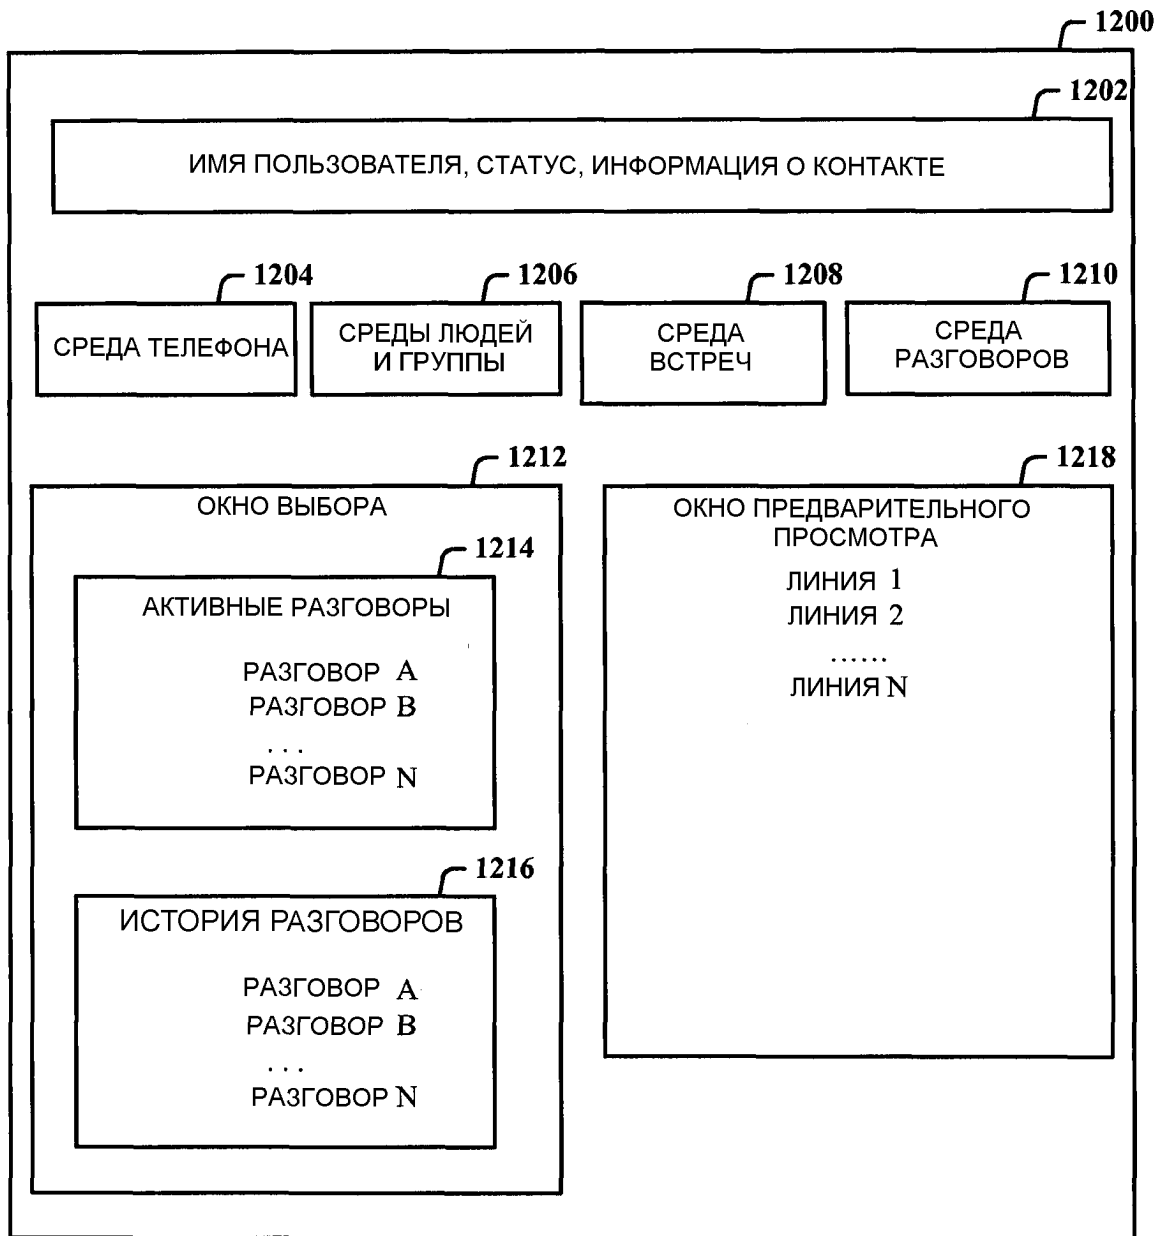 1200
1202
ИМЯ ПОЛЬЗОВАТЕЛЯ, СТАТУС, ИНФОРМАЦИЯ О КОНТАКТЕ
1204
СРЕДА ТЕЛЕФОНА
1206
СРЕДЫ ЛЮДЕЙ
И ГРУППЫ
1208
СРЕДА
ВСТРЕЧ
1210
СРЕДА
РАЗГОВОРОВ
1212
ОКНО ВЫБОРА
1214
АКТИВНЫЕ РАЗГОВОРЫ
РАЗГОВОР A
РАЗГОВОР B
...
РАЗГОВОР N
1216
ИСТОРИЯ РАЗГОВОРОВ
РАЗГОВОР A
РАЗГОВОР B
...
РАЗГОВОР N
1218
ОКНО ПРЕДВАРИТЕЛЬНОГО
ПРОСМОТРА
ЛИНИЯ 1
ЛИНИЯ 2
......
ЛИНИЯ N